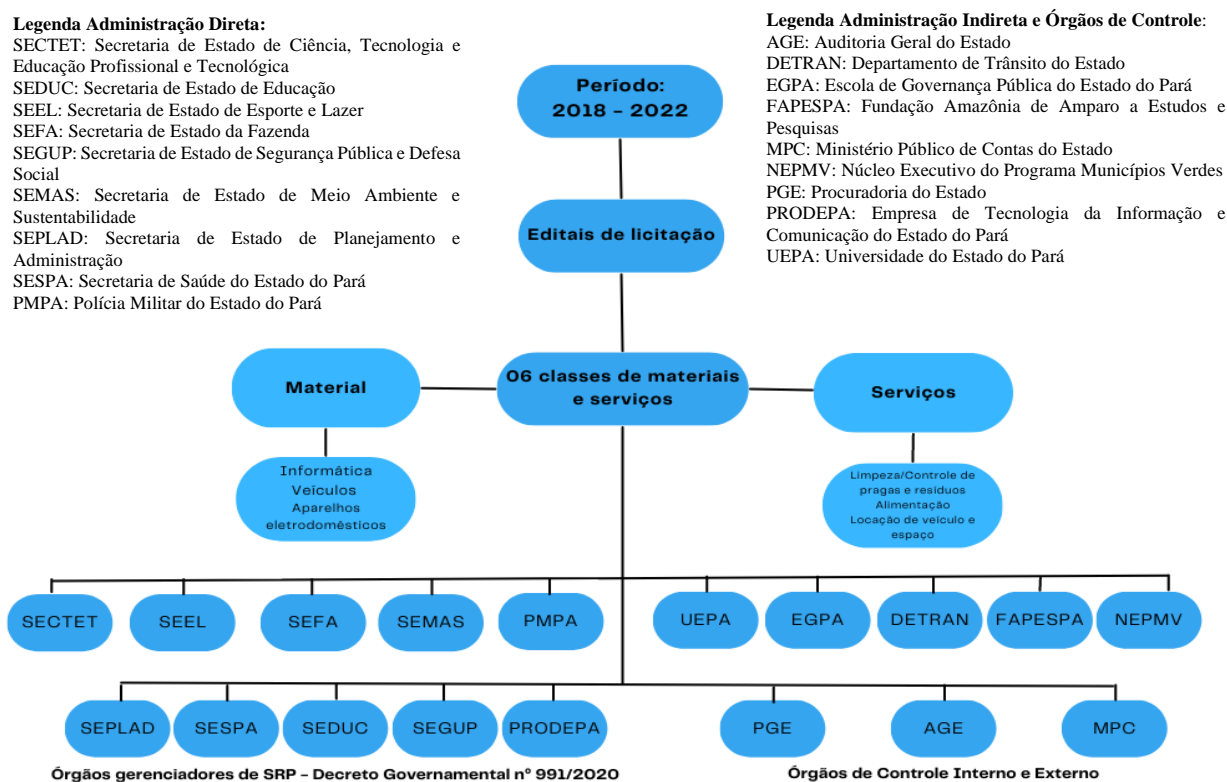 Legenda Administração Direta:
SECTET: Secretaria de Estado de Ciência, Tecnologia e
Educação Profissional e Tecnológica
SEDUC: Secretaria de Estado de Educação
SEEL: Secretaria de Estado de Esporte e Lazer
SEFA: Secretaria de Estado da Fazenda
SEGUP: Secretaria de Estado de Segurança Pública e Defesa
Social
SEMAS: Secretaria de Estado de Meio Ambiente e
Sustentabilidade
SEPLAD: Secretaria de Estado de Planejamento e
Administração
SESPA: Secretaria de Saúde do Estado do Pará
PMPA: Polícia Militar do Estado do Pará
Legenda Administração Indireta e Órgãos de Controle:
AGE: Auditoria Geral do Estado
DETRAN: Departamento de Trânsito do Estado
EGPA: Escola de Governança Pública do Estado do Pará
FAPESPA: Fundação Amazônia de Amparo a Estudos e
Pesquisas
MPC: Ministério Público de Contas do Estado
NEPMV: Núcleo Executivo do Programa Municípios Verdes
PGE: Procuradoria do Estado
PRODEPA: Empresa de Tecnologia da Informação e
Comunicação do Estado do Pará
UEPA: Universidade do Estado do Pará
Período:
2018 – 2022
Editais de licitação
06 classes de materiais
e serviços
Material
Informática
Veículos
Aparelhos
eletrodomésticos
Serviços
Limpeza/Controle de
pragas e resíduos
Alimentação
Locação de veículo e
espaço
SECTET
SEEL
SEFA
SEMAS
PMPA
UEPA
EGPA
DETRAN
FAPESPA
NEPMV
SEPLAD
SESPA
SEDUC
SEGUP
PRODEPA
PGE
AGE
MPC
Órgãos gerenciadores de SRP – Decreto Governamental nº 991/2020
Órgãos de Controle Interno e Externo